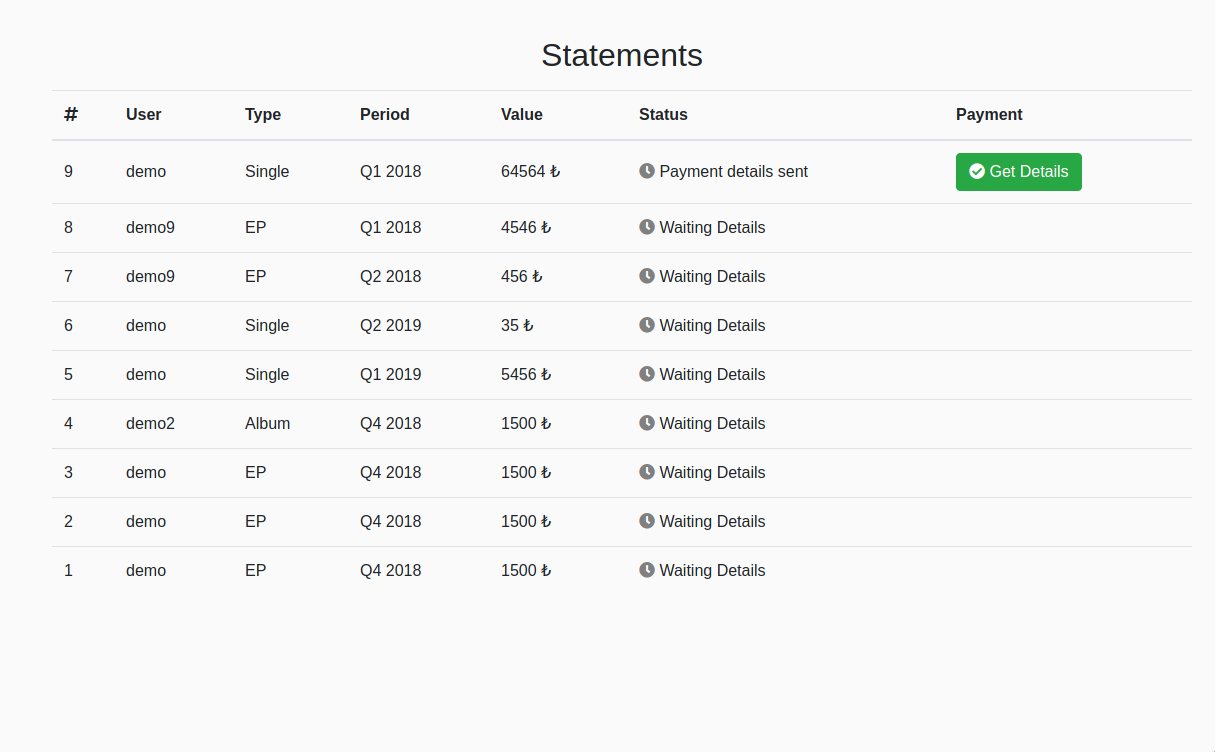 Statements
# User Type Period Value Status Payment
9 demo Single Q1 2018 64564 ₺ Payment details sent Get Details
8 demo9 EP Q1 2018 4546 ₺ Waiting Details
7 demo9 EP Q2 2018 456 ₺ Waiting Details
6 demo Single Q2 2019 35 ₺ Waiting Details
5 demo Single Q1 2019 5456 ₺ Waiting Details
4 demo2 Album Q4 2018 1500 ₺ Waiting Details
3 demo EP Q4 2018 1500 ₺ Waiting Details
2 demo EP Q4 2018 1500 ₺ Waiting Details
1 demo EP Q4 2018 1500 ₺ Waiting Details